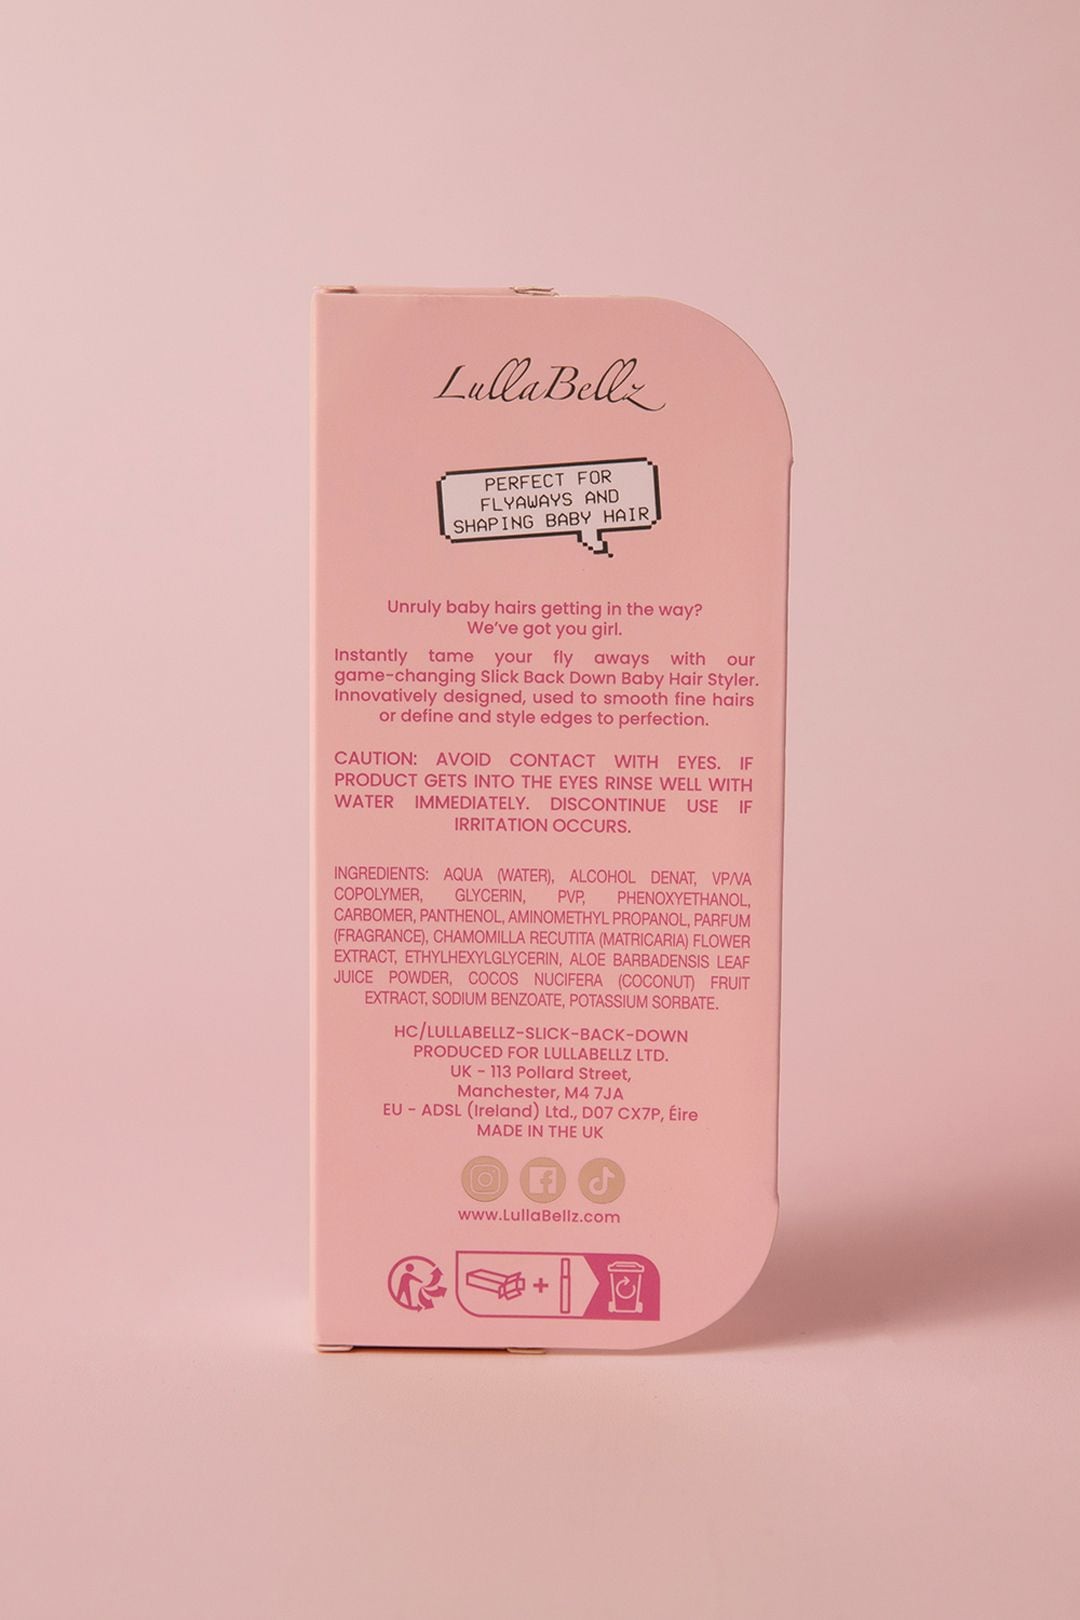 LullaBellz
PERFECT FOR
FLYAWAYS AND
SHAPING BABY HAIR
Unruly baby hairs getting in the way?
We've got you girl.
Instantly tame your fly aways with our
game-changing Slick Back Down Baby Hair Styler.
Innovatively designed, used to smooth fine hairs
or define and style edges to perfection.
CAUTION: AVOID CONTACT WITH EYES. IF
PRODUCT GETS INTO THE EYES RINSE WELL WITH
WATER IMMEDIATELY. DISCONTINUE USE IF
IRRITATION OCCURS.
INGREDIENTS: AQUA (WATER), ALCOHOL DENAT, VP/VA
COPOLYMER, GLYCERIN, PVP, PHENOXYETHANOL,
CARBOMER, PANTHENOL, AMINOMETHYL PROPANOL, PARFUM
(FRAGRANCE), CHAMOMILLA RECUTITA (MATRICARIA) FLOWER
EXTRACT, ETHYLHEXYLGLYCERIN, ALOE BARBADENSIS LEAF
JUICE POWDER, COCOS NUCIFERA (COCONUT) FRUIT
EXTRACT, SODIUM BENZOATE, POTASSIUM SORBATE.
HC/LULLABELLZ-SLICK-BACK-DOWN
PRODUCED FOR LULLABELLZ LTD.
UK - 113 Pollard Street,
Manchester, M4 7JA
EU - ADSL (Ireland) Ltd., D07 CX7P, Éire
MADE IN THE UK
www.LullaBellz.com